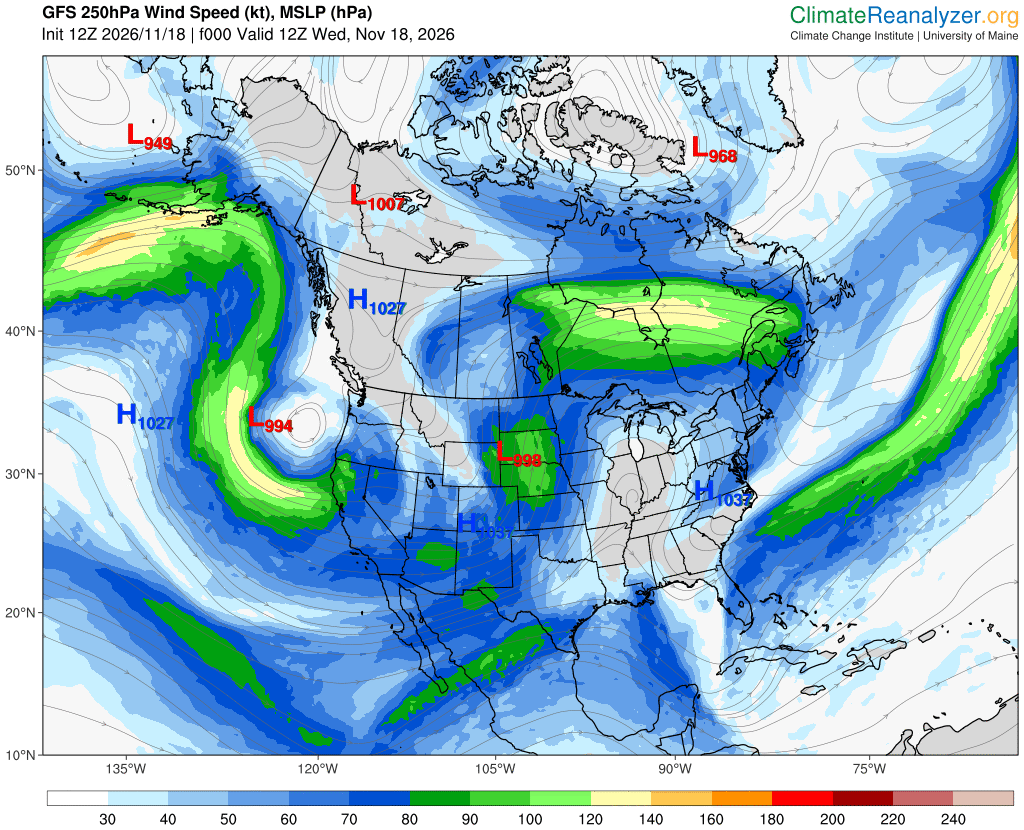 GFS 250hPa Wind Speed (kt), MSLP (hPa)
ClimateReanalyzer.org
Init 12Z 2026/11/18 | f000 Valid 12Z Wed, Nov 18, 2026
Climate Change Institute | University of Maine
L949
L968
50°N
L1007
H1027
40°N
H1027
L994
L998
30°N
H1037
H1037
20°N
10°N
135°W
120°W
105°W
90°W
75°W
30 40 50 60 70 80 90 100 110 120 140 160 180 200 220 240